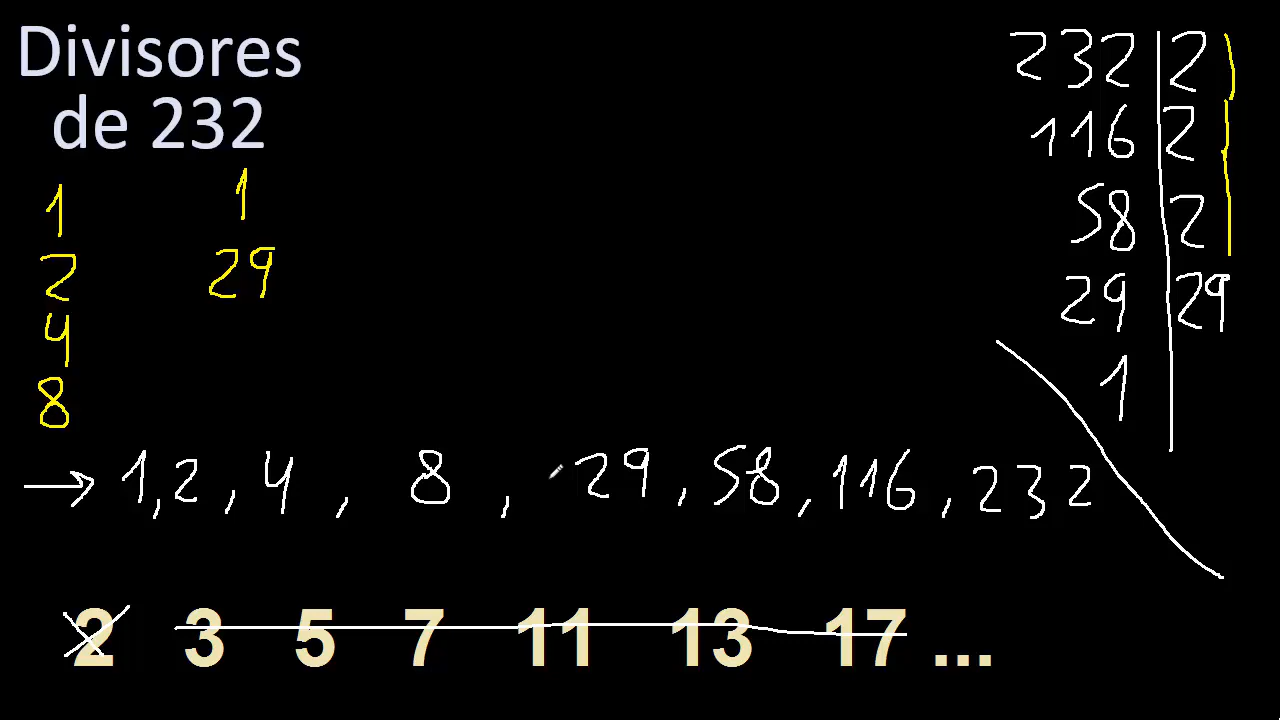 Divisores
de 232
1 1
2 29
4
8
232 2
116 2
58 2
29 29
1
→ 1, 2, 4, 8, 29, 58, 116, 232
2 3 5 7 11 13 17 ...